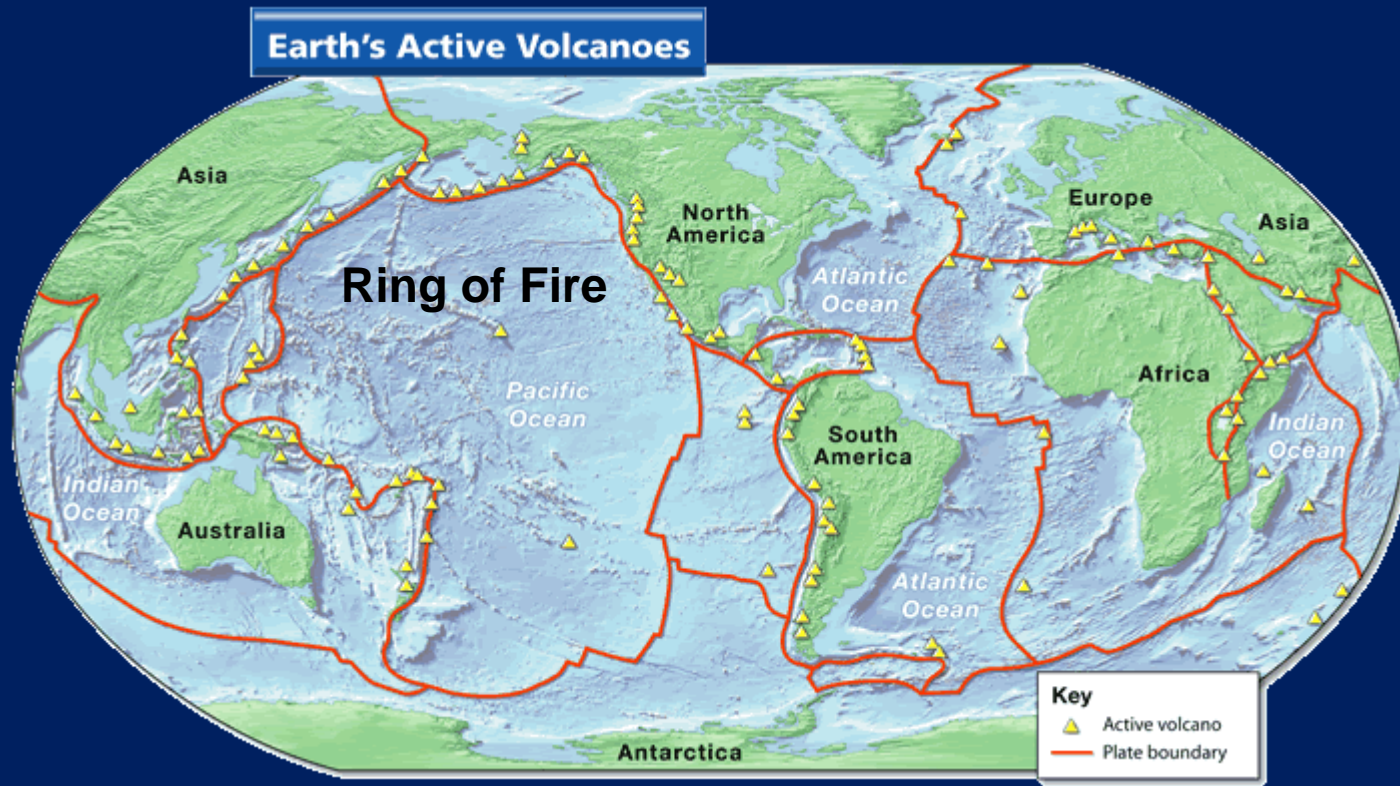 Earth's Active Volcanoes
Asia
North
America
Europe
Asia
Ring of Fire
Atlantic
Ocean
Pacific
Ocean
Africa
South
America
Indian
Ocean
Indian
Ocean
Australia
Atlantic
Ocean
Antarctica
Key
Active volcano
Plate boundary